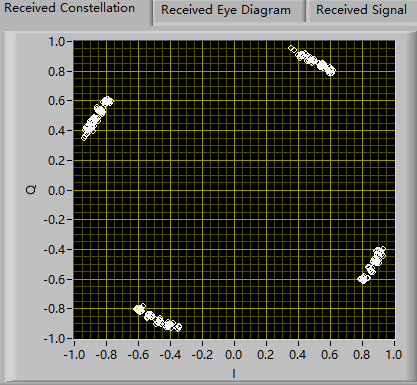 Received Constellation
Received Eye Diagram
Received Signal
1.0
0.8
0.6
0.4
0.2
0.0
-0.2
-0.4
-0.6
-0.8
-1.0
Q
-1.0 -0.8 -0.6 -0.4 -0.2 0.0 0.2 0.4 0.6 0.8 1.0
I